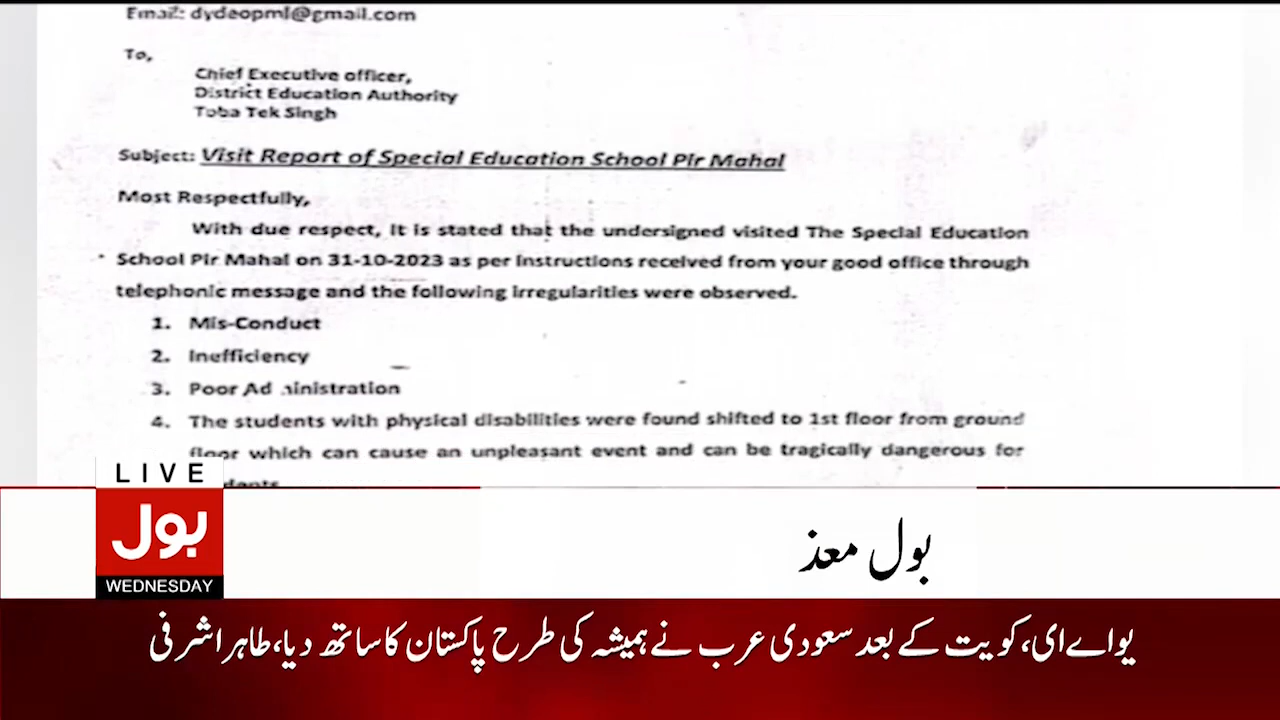 Email: dydeopml@gmail.com
To,
Chief Executive officer,
District Education Authority
Toba Tek Singh
Subject: Visit Report of Special Education School Pir Mahal
Most Respectfully,
With due respect, it is stated that the undersigned visited The Special Education
School Pir Mahal on 31-10-2023 as per instructions received from your good office through
telephonic message and the following irregularities were observed.
1. Mis-Conduct
2. Inefficiency
3. Poor Ad inistration
4. The students with physical disabilities were found shifted to 1st floor from ground
floor which can cause an unpleasant event and can be tragically dangerous for
LIVE
بول
WEDNESDAY
بول معذ
یو اے ای، کویت کے بعد سعودی عرب نے ہمیشہ کی طرح پاکستان کا ساتھ دیا، طاہر اشرفی